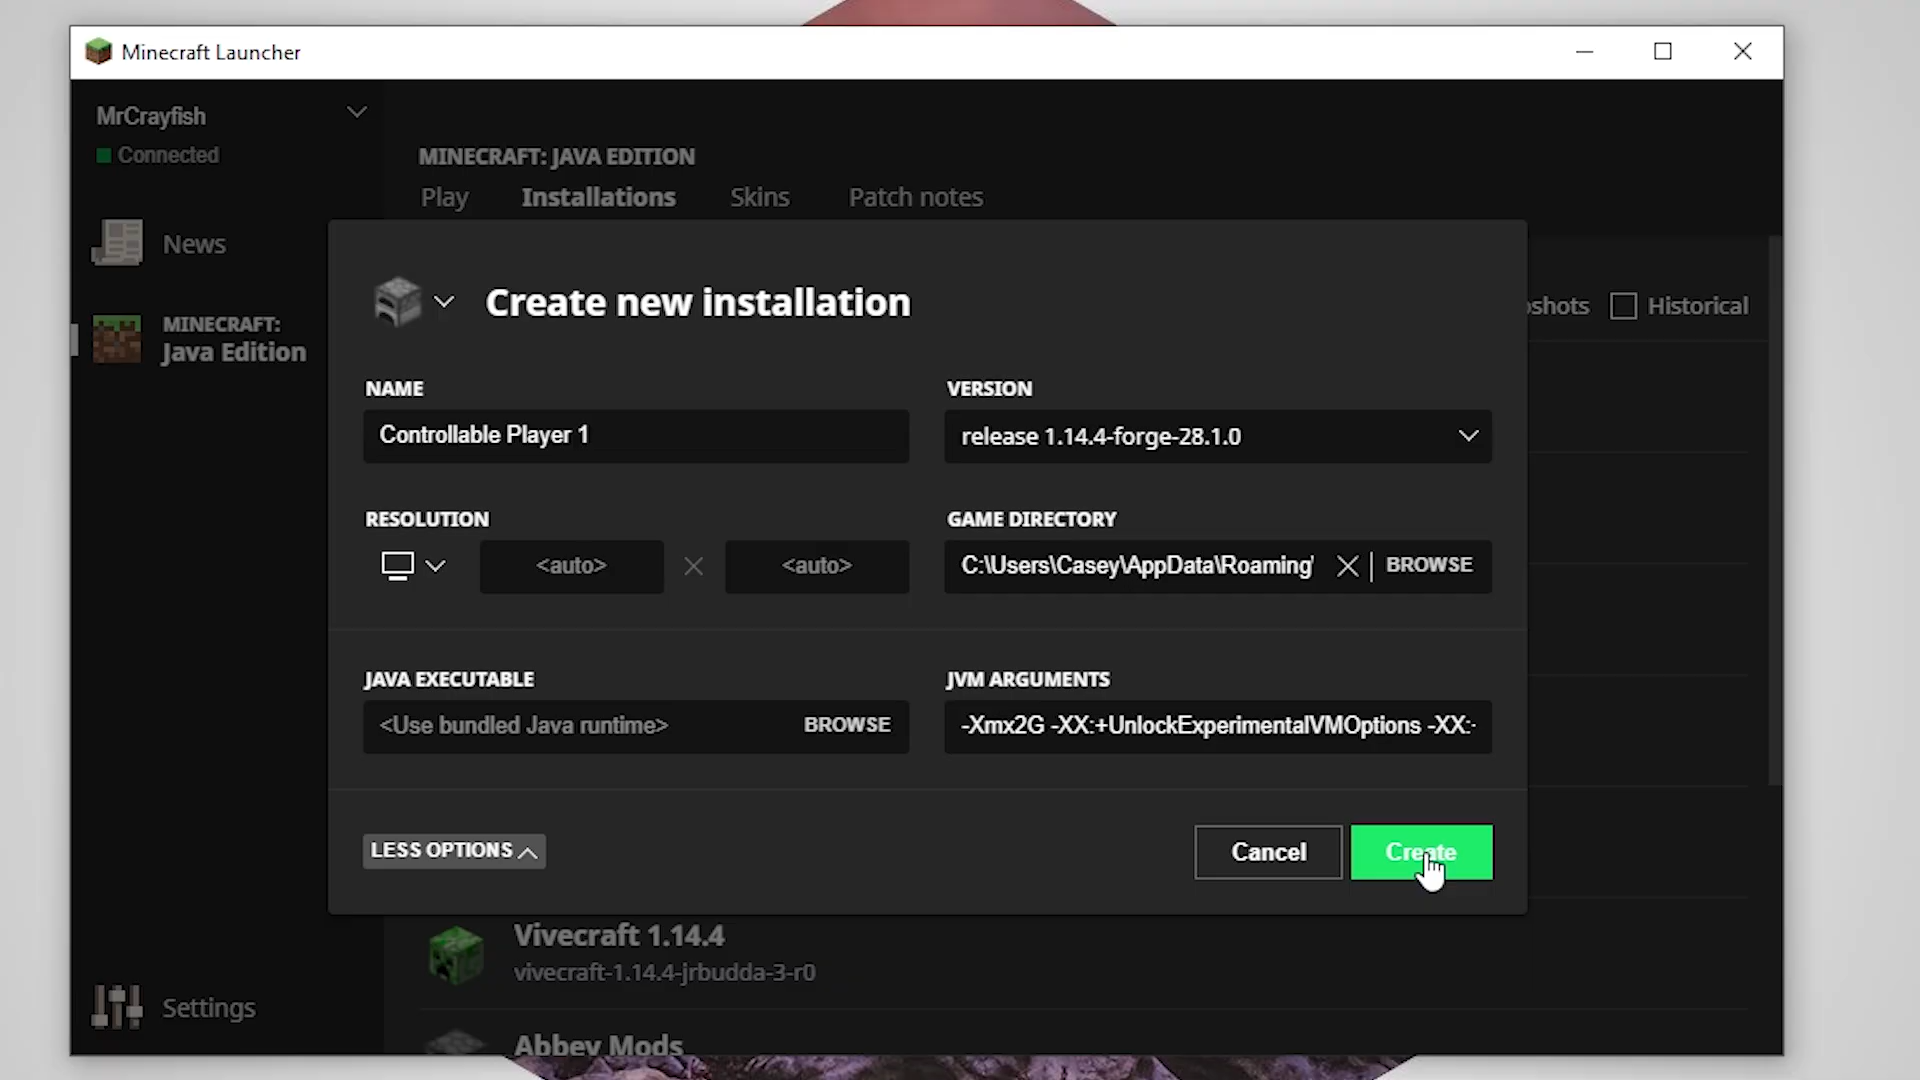 Minecraft Launcher
MrCrayfish
Connected
MINECRAFT: JAVA EDITION
Play Installations Skins Patch notes
News
MINECRAFT:
Java Edition
shots Historical
Create new installation
NAME VERSION
Controllable Player 1 release 1.14.4-forge-28.1.0
RESOLUTION GAME DIRECTORY
<auto> <auto> C:\Users\Casey\AppData\Roaming\ BROWSE
JAVA EXECUTABLE JVM ARGUMENTS
<Use bundled Java runtime> BROWSE -Xmx2G -XX:+UnlockExperimentalVMOptions -XX:
LESS OPTIONS Cancel Create
Vivecraft 1.14.4
vivecraft-1.14.4-jrbudda-3-r0
Settings
Abbey Mods